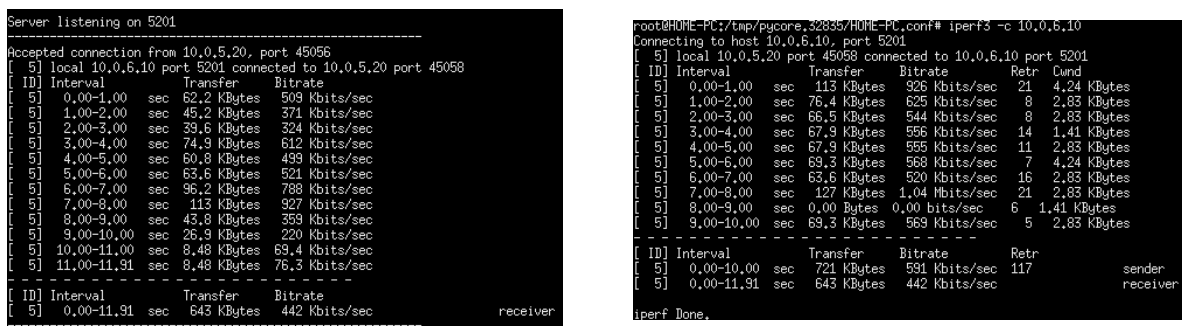 Server listening on 5201
-----------------------------------------------------------
Accepted connection from 10.0.5.20, port 45056
[  5] local 10.0.6.10 port 5201 connected to 10.0.5.20 port 45058
[ ID] Interval           Transfer     Bitrate
[  5]   0.00-1.00   sec  62.2 KBytes   509 Kbits/sec
[  5]   1.00-2.00   sec  45.2 KBytes   371 Kbits/sec
[  5]   2.00-3.00   sec  39.6 KBytes   324 Kbits/sec
[  5]   3.00-4.00   sec  74.9 KBytes   612 Kbits/sec
[  5]   4.00-5.00   sec  60.8 KBytes   499 Kbits/sec
[  5]   5.00-6.00   sec  63.6 KBytes   521 Kbits/sec
[  5]   6.00-7.00   sec  96.2 KBytes   788 Kbits/sec
[  5]   7.00-8.00   sec   113 KBytes   927 Kbits/sec
[  5]   8.00-9.00   sec  43.8 KBytes   359 Kbits/sec
[  5]   9.00-10.00  sec  26.9 KBytes   220 Kbits/sec
[  5]  10.00-11.00  sec  8.48 KBytes  69.4 Kbits/sec
[  5]  11.00-11.91  sec  8.48 KBytes  76.3 Kbits/sec
- - - - - - - - - - - - - - - - - - - - - - - - -
[ ID] Interval           Transfer     Bitrate
[  5]   0.00-11.91  sec   643 KBytes   442 Kbits/sec                  receiver
-----------------------------------------------------------
root@HOME-PC:/tmp/pycore.32835/HOME-PC.conf# iperf3 -c 10.0.6.10
Connecting to host 10.0.6.10, port 5201
[  5] local 10.0.5.20 port 45058 connected to 10.0.6.10 port 5201
[ ID] Interval           Transfer     Bitrate         Retr  Cwnd
[  5]   0.00-1.00   sec   113 KBytes   926 Kbits/sec   21   4.24 KBytes
[  5]   1.00-2.00   sec  76.4 KBytes   625 Kbits/sec    8   2.83 KBytes
[  5]   2.00-3.00   sec  66.5 KBytes   544 Kbits/sec    8   2.83 KBytes
[  5]   3.00-4.00   sec  67.9 KBytes   556 Kbits/sec   14   1.41 KBytes
[  5]   4.00-5.00   sec  67.9 KBytes   555 Kbits/sec   11   2.83 KBytes
[  5]   5.00-6.00   sec  69.3 KBytes   568 Kbits/sec    7   4.24 KBytes
[  5]   6.00-7.00   sec  63.6 KBytes   520 Kbits/sec   16   2.83 KBytes
[  5]   7.00-8.00   sec   127 KBytes  1.04 Mbits/sec   21   2.83 KBytes
[  5]   8.00-9.00   sec  0.00 Bytes  0.00 bits/sec    6   1.41 KBytes
[  5]   9.00-10.00  sec  69.3 KBytes   569 Kbits/sec    5   2.83 KBytes
- - - - - - - - - - - - - - - - - - - - - - - - -
[ ID] Interval           Transfer     Bitrate         Retr
[  5]   0.00-10.00  sec   721 KBytes   591 Kbits/sec  117             sender
[  5]   0.00-11.91  sec   643 KBytes   442 Kbits/sec                  receiver
iperf Done.